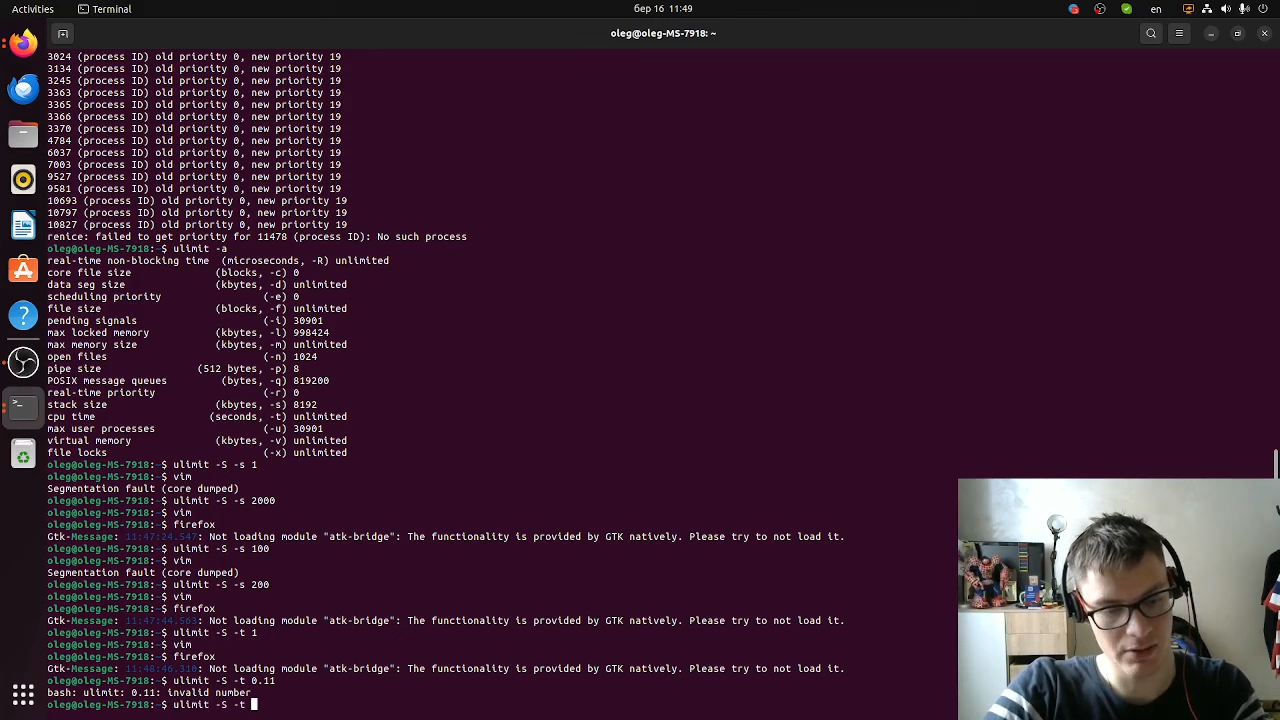 Activities
Terminal
бер 16 11:49
en
oleg@oleg-MS-7918: ~
3024 (process ID) old priority 0, new priority 19
3134 (process ID) old priority 0, new priority 19
3245 (process ID) old priority 0, new priority 19
3363 (process ID) old priority 0, new priority 19
3365 (process ID) old priority 0, new priority 19
3366 (process ID) old priority 0, new priority 19
3370 (process ID) old priority 0, new priority 19
4784 (process ID) old priority 0, new priority 19
6037 (process ID) old priority 0, new priority 19
7003 (process ID) old priority 0, new priority 19
9527 (process ID) old priority 0, new priority 19
9581 (process ID) old priority 0, new priority 19
10693 (process ID) old priority 0, new priority 19
10797 (process ID) old priority 0, new priority 19
10827 (process ID) old priority 0, new priority 19
renice: failed to get priority for 11478 (process ID): No such process
oleg@oleg-MS-7918:~$ ulimit -a
real-time non-blocking time  (microseconds, -R) unlimited
core file size              (blocks, -c) 0
data seg size               (kbytes, -d) unlimited
scheduling priority                 (-e) 0
file size                   (blocks, -f) unlimited
pending signals                     (-i) 30901
max locked memory           (kbytes, -l) 998424
max memory size             (kbytes, -m) unlimited
open files                          (-n) 1024
pipe size                (512 bytes, -p) 8
POSIX message queues         (bytes, -q) 819200
real-time priority                  (-r) 0
stack size                  (kbytes, -s) 8192
cpu time                   (seconds, -t) unlimited
max user processes                  (-u) 30901
virtual memory              (kbytes, -v) unlimited
file locks                          (-x) unlimited
oleg@oleg-MS-7918:~$ ulimit -S -s 1
oleg@oleg-MS-7918:~$ vim
Segmentation fault (core dumped)
oleg@oleg-MS-7918:~$ ulimit -S -s 2000
oleg@oleg-MS-7918:~$ vim
oleg@oleg-MS-7918:~$ firefox
Gtk-Message: 11:47:24.547: Not loading module "atk-bridge": The functionality is provided by GTK natively. Please try to not load it.
oleg@oleg-MS-7918:~$ ulimit -S -s 100
oleg@oleg-MS-7918:~$ vim
Segmentation fault (core dumped)
oleg@oleg-MS-7918:~$ ulimit -S -s 200
oleg@oleg-MS-7918:~$ vim
oleg@oleg-MS-7918:~$ firefox
Gtk-Message: 11:47:44.563: Not loading module "atk-bridge": The functionality is provided by GTK natively. Please try to not load it.
oleg@oleg-MS-7918:~$ ulimit -S -t 1
oleg@oleg-MS-7918:~$ vim
oleg@oleg-MS-7918:~$ firefox
Gtk-Message: 11:48:46.310: Not loading module "atk-bridge": The functionality is provided by GTK natively. Please try to not load it.
oleg@oleg-MS-7918:~$ ulimit -S -t 0.11
bash: ulimit: 0.11: invalid number
oleg@oleg-MS-7918:~$ ulimit -S -t